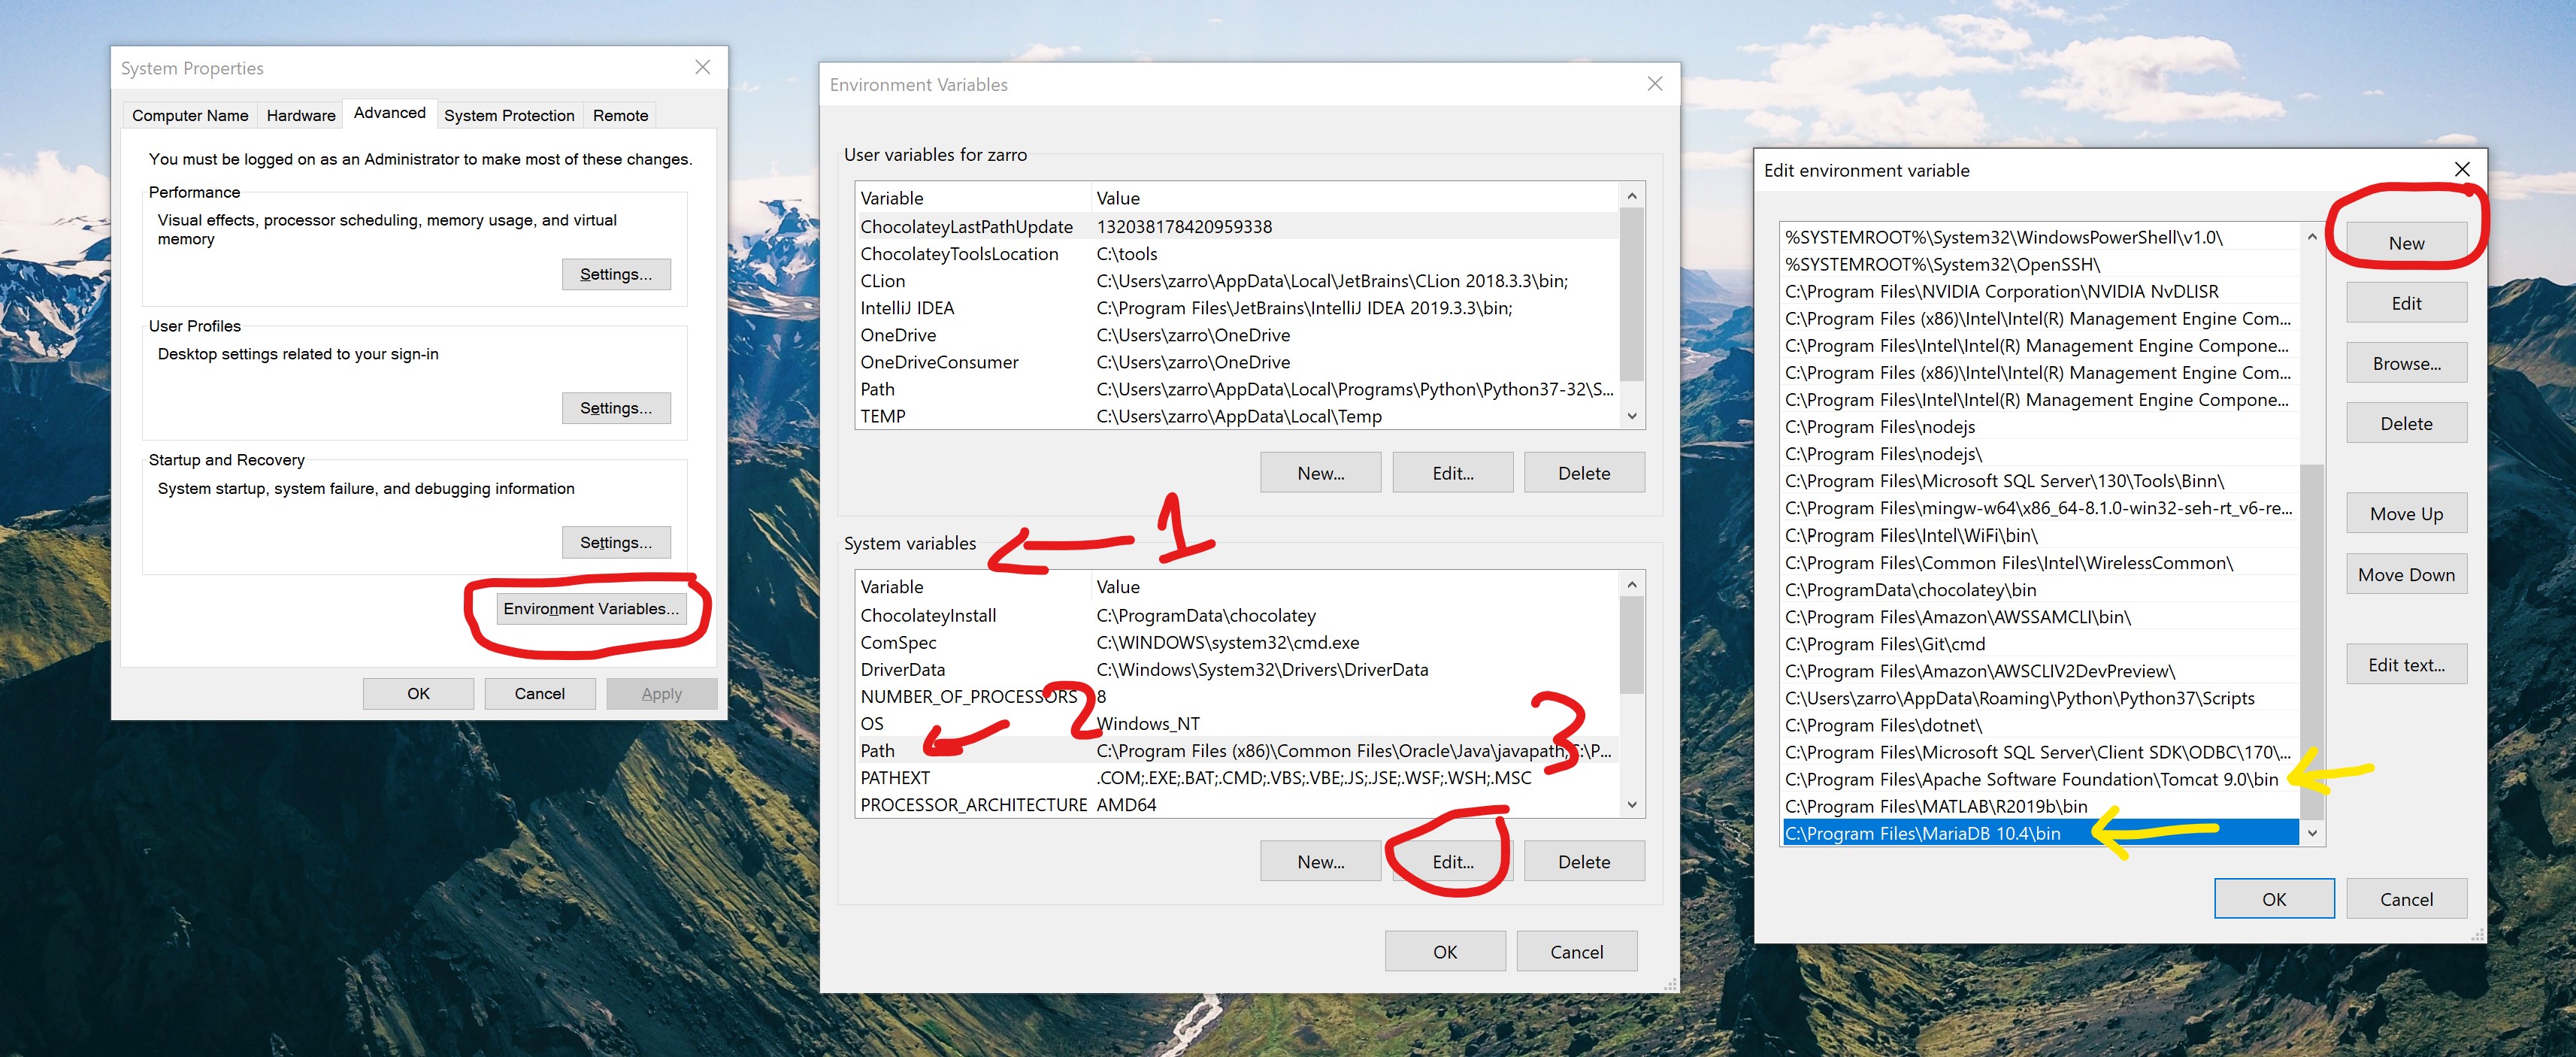 System Properties
Computer Name Hardware Advanced System Protection Remote
You must be logged on as an Administrator to make most of these changes.
Performance
Visual effects, processor scheduling, memory usage, and virtual
memory
Settings...
User Profiles
Desktop settings related to your sign-in
Settings...
Startup and Recovery
System startup, system failure, and debugging information
Settings...
Environment Variables...
OK Cancel Apply
Environment Variables
User variables for zarro
Variable Value
ChocolateyLastPathUpdate 132038178420959338
ChocolateyToolsLocation C:\tools
CLion C:\Users\zarro\AppData\Local\JetBrains\CLion 2018.3.3\bin;
IntelliJ IDEA C:\Program Files\JetBrains\IntelliJ IDEA 2019.3.3\bin;
OneDrive C:\Users\zarro\OneDrive
OneDriveConsumer C:\Users\zarro\OneDrive
Path C:\Users\zarro\AppData\Local\Programs\Python\Python37-32\S...
TEMP C:\Users\zarro\AppData\Local\Temp
New... Edit... Delete
1
System variables
Variable Value
ChocolateyInstall C:\ProgramData\chocolatey
ComSpec C:\WINDOWS\system32\cmd.exe
DriverData C:\Windows\System32\Drivers\DriverData
NUMBER_OF_PROCESSORS 8
2
OS Windows_NT
3
Path C:\Program Files (x86)\Common Files\Oracle\Java\javapath;C:\P...
PATHEXT .COM;.EXE;.BAT;.CMD;.VBS;.VBE;.JS;.JSE;.WSF;.WSH;.MSC
PROCESSOR_ARCHITECTURE AMD64
New... Edit... Delete
OK Cancel
Edit environment variable
%SYSTEMROOT%\System32\WindowsPowerShell\v1.0\
%SYSTEMROOT%\System32\OpenSSH\
C:\Program Files\NVIDIA Corporation\NVIDIA NvDLISR
C:\Program Files (x86)\Intel\Intel(R) Management Engine Com...
C:\Program Files\Intel\Intel(R) Management Engine Compone...
C:\Program Files (x86)\Intel\Intel(R) Management Engine Com...
C:\Program Files\Intel\Intel(R) Management Engine Compone...
C:\Program Files\nodejs
C:\Program Files\nodejs\
C:\Program Files\Microsoft SQL Server\130\Tools\Binn\
C:\Program Files\mingw-w64\x86_64-8.1.0-win32-seh-rt_v6-re...
C:\Program Files\Intel\WiFi\bin\
C:\Program Files\Common Files\Intel\WirelessCommon\
C:\ProgramData\chocolatey\bin
C:\Program Files\Amazon\AWSSAMCLI\bin\
C:\Program Files\Git\cmd
C:\Program Files\Amazon\AWSCLIV2DevPreview\
C:\Users\zarro\AppData\Roaming\Python\Python37\Scripts
C:\Program Files\dotnet\
C:\Program Files\Microsoft SQL Server\Client SDK\ODBC\170\...
C:\Program Files\Apache Software Foundation\Tomcat 9.0\bin
C:\Program Files\MATLAB\R2019b\bin
C:\Program Files\MariaDB 10.4\bin
New
Edit
Browse...
Delete
Move Up
Move Down
Edit text...
OK Cancel